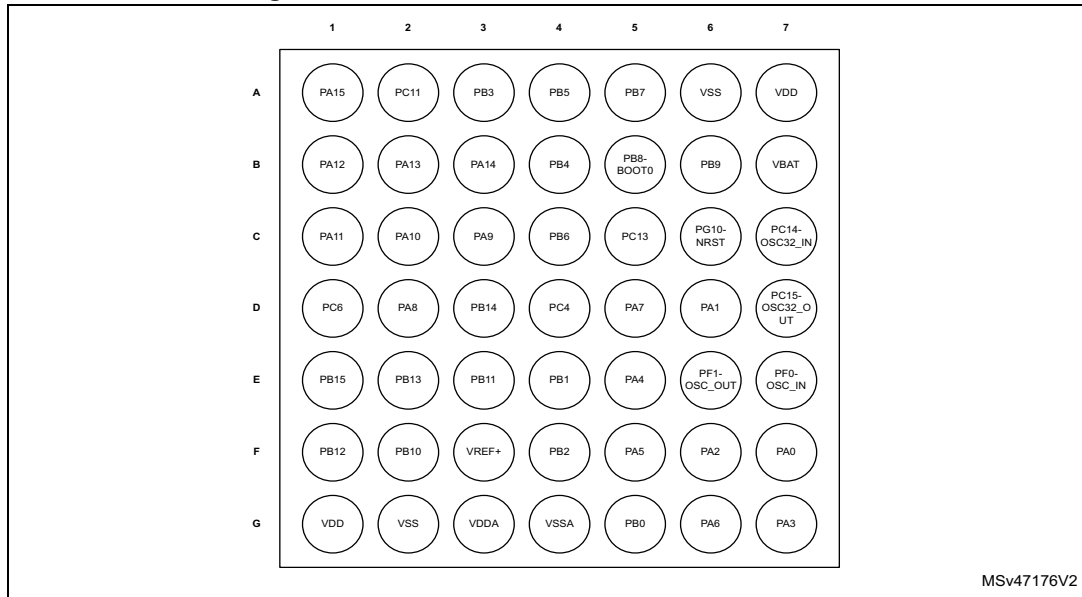 1 2 3 4 5 6 7
A PA15 PC11 PB3 PB5 PB7 VSS VDD
B PA12 PA13 PA14 PB4 PB8-
BOOT0 PB9 VBAT
C PA11 PA10 PA9 PB6 PC13 PG10-
NRST PC14-
OSC32_IN
D PC6 PA8 PB14 PC4 PA7 PA1 PC15-
OSC32_O
UT
E PB15 PB13 PB11 PB1 PA4 PF1-
OSC_OUT PF0-
OSC_IN
F PB12 PB10 VREF+ PB2 PA5 PA2 PA0
G VDD VSS VDDA VSSA PB0 PA6 PA3
MSv47176V2